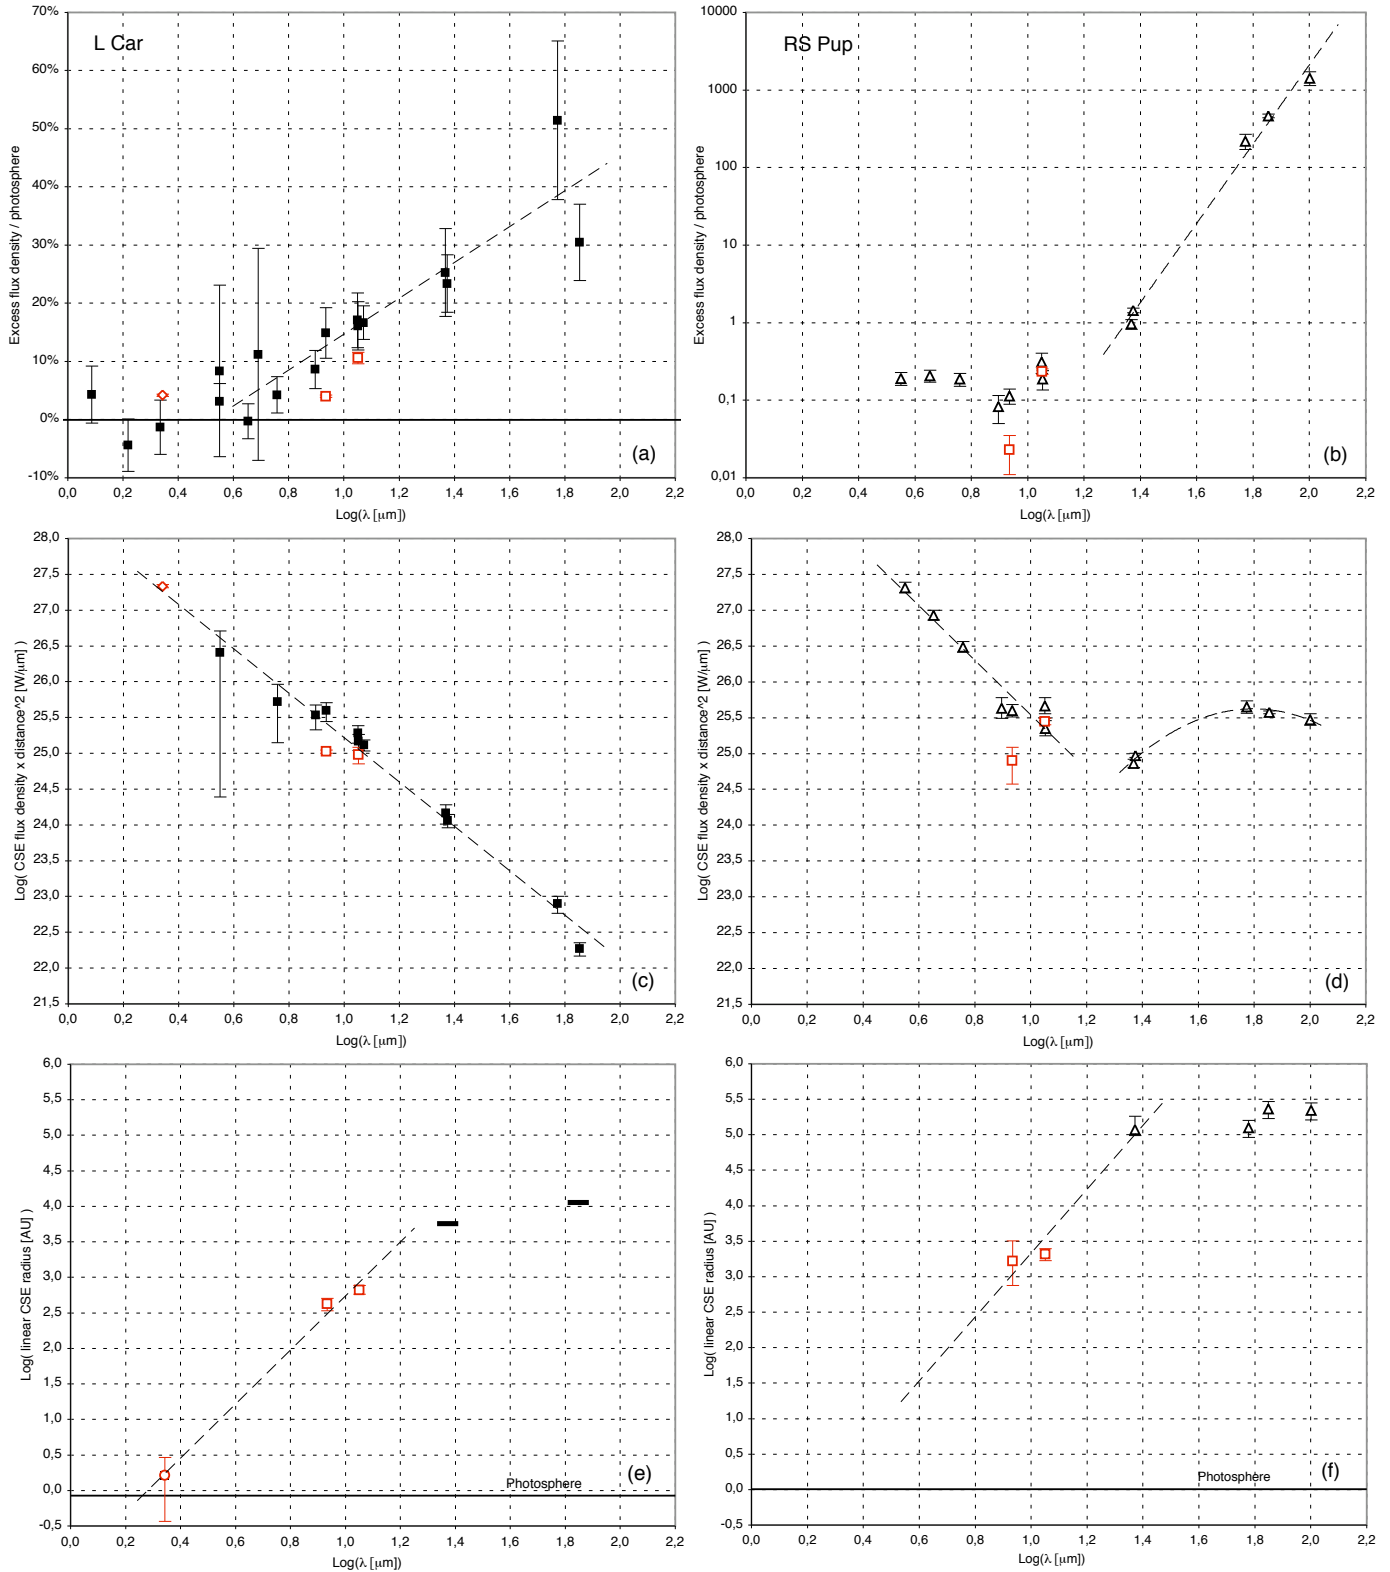 L Car
Excess flux density / photosphere
70%
60%
50%
40%
30%
20%
10%
0%
-10%
(a)
0,0 0,2 0,4 0,6 0,8 1,0 1,2 1,4 1,6 1,8 2,0 2,2
Log(λ [μm])
RS Pup
Excess flux density / photosphere
10000
1000
100
10
1
0,1
0,01
(b)
0,0 0,2 0,4 0,6 0,8 1,0 1,2 1,4 1,6 1,8 2,0 2,2
Log(λ [μm])
Log( CSE flux density x distance^2 [W/μm] )
28,0
27,5
27,0
26,5
26,0
25,5
25,0
24,5
24,0
23,5
23,0
22,5
22,0
21,5
(c)
0,0 0,2 0,4 0,6 0,8 1,0 1,2 1,4 1,6 1,8 2,0 2,2
Log(λ [μm])
Log( CSE flux density x distance^2 [W/μm] )
28,0
27,5
27,0
26,5
26,0
25,5
25,0
24,5
24,0
23,5
23,0
22,5
22,0
21,5
(d)
0,0 0,2 0,4 0,6 0,8 1,0 1,2 1,4 1,6 1,8 2,0 2,2
Log(λ [μm])
Log( linear CSE radius [AU] )
6,0
5,5
5,0
4,5
4,0
3,5
3,0
2,5
2,0
1,5
1,0
0,5
0,0
-0,5
Photosphere
(e)
0,0 0,2 0,4 0,6 0,8 1,0 1,2 1,4 1,6 1,8 2,0 2,2
Log(λ [μm])
Log( linear CSE radius [AU] )
6,0
5,5
5,0
4,5
4,0
3,5
3,0
2,5
2,0
1,5
1,0
0,5
0,0
-0,5
Photosphere
(f)
0,0 0,2 0,4 0,6 0,8 1,0 1,2 1,4 1,6 1,8 2,0 2,2
Log(λ [μm])